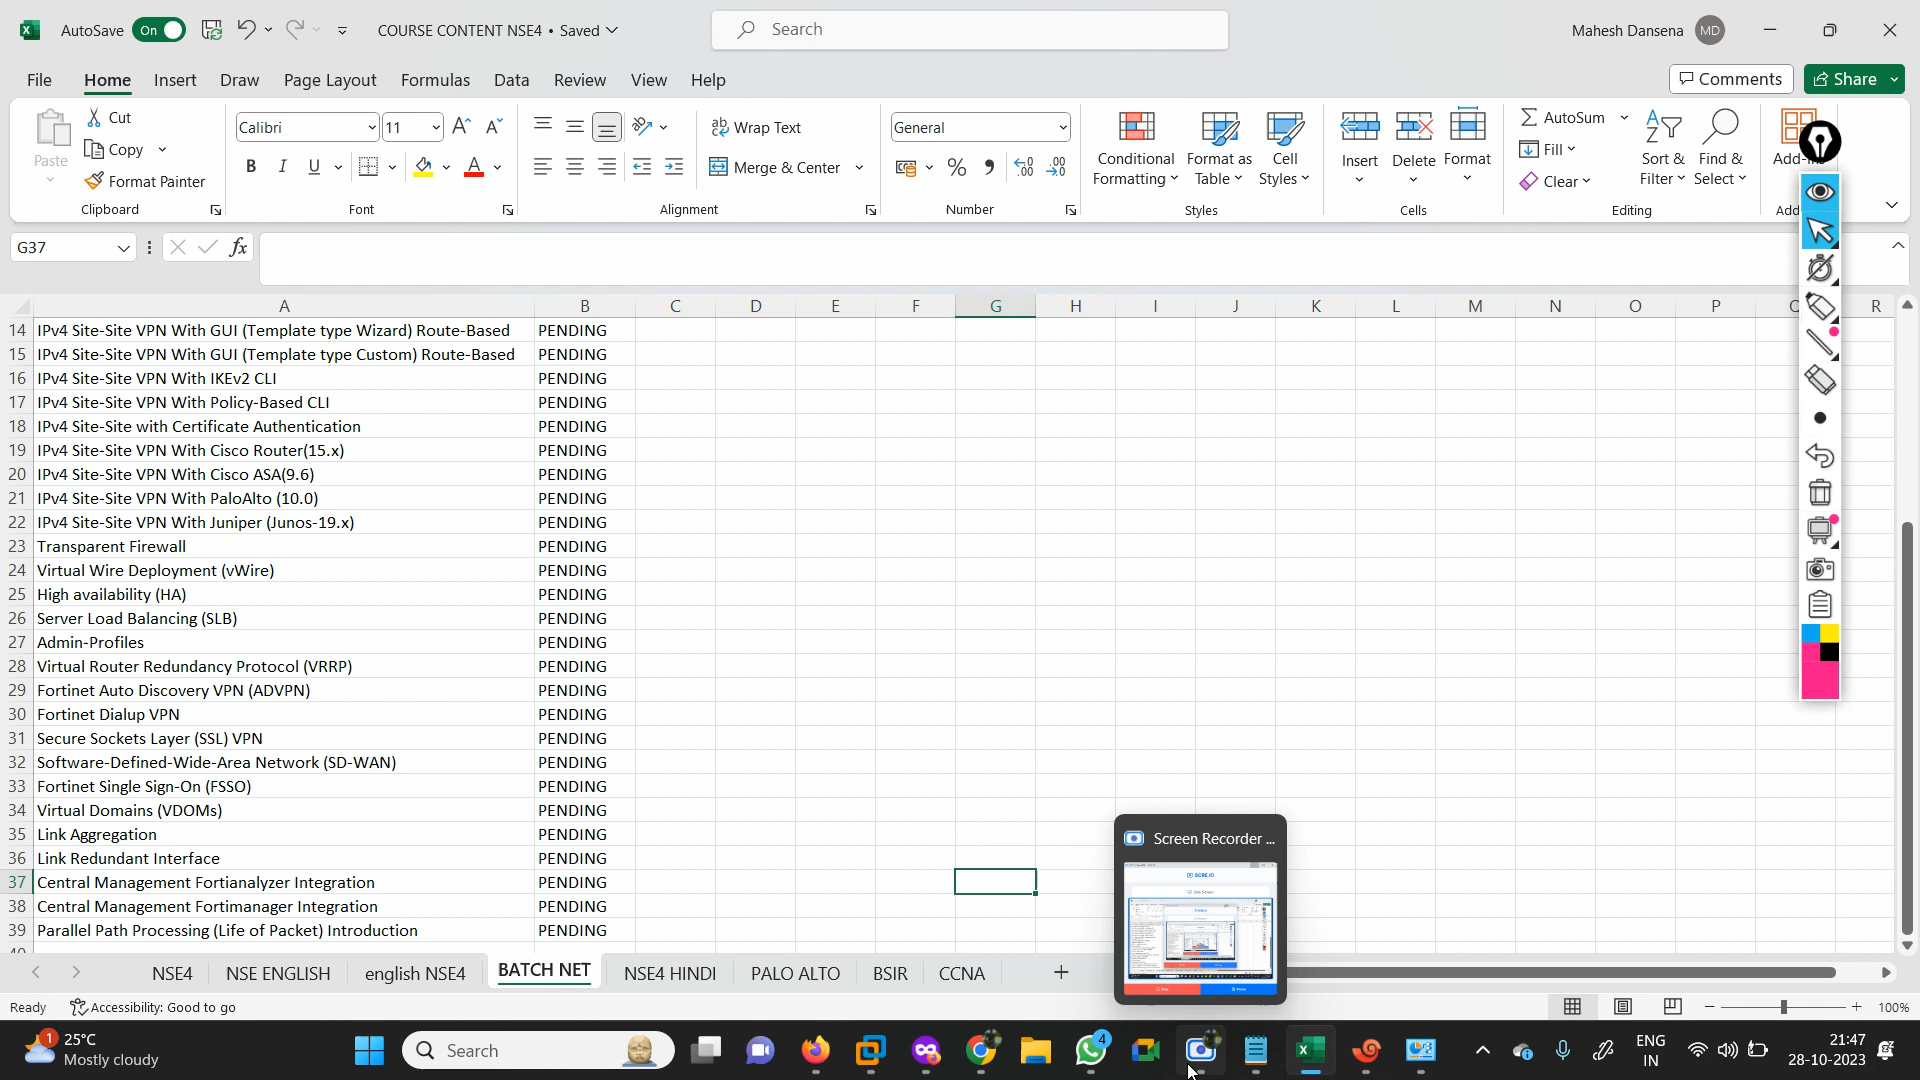 AutoSave On COURSE CONTENT NSE4 • Saved Search Mahesh Dansena MD
File Home Insert Draw Page Layout Formulas Data Review View Help Comments Share
Paste Cut Copy Format Painter Clipboard
Calibri 11 B I U Font
Wrap Text Merge & Center Alignment
General Number
Conditional Formatting Format as Table Cell Styles Styles
Insert Delete Format Cells
AutoSum Fill Clear Sort & Filter Find & Select Editing
G37 fx
A B C D E F G H I J K L M N O P R
14 IPv4 Site-Site VPN With GUI (Template type Wizard) Route-Based PENDING
15 IPv4 Site-Site VPN With GUI (Template type Custom) Route-Based PENDING
16 IPv4 Site-Site VPN With IKEv2 CLI PENDING
17 IPv4 Site-Site VPN With Policy-Based CLI PENDING
18 IPv4 Site-Site with Certificate Authentication PENDING
19 IPv4 Site-Site VPN With Cisco Router(15.x) PENDING
20 IPv4 Site-Site VPN With Cisco ASA(9.6) PENDING
21 IPv4 Site-Site VPN With PaloAlto (10.0) PENDING
22 IPv4 Site-Site VPN With Juniper (Junos-19.x) PENDING
23 Transparent Firewall PENDING
24 Virtual Wire Deployment (vWire) PENDING
25 High availability (HA) PENDING
26 Server Load Balancing (SLB) PENDING
27 Admin-Profiles PENDING
28 Virtual Router Redundancy Protocol (VRRP) PENDING
29 Fortinet Auto Discovery VPN (ADVPN) PENDING
30 Fortinet Dialup VPN PENDING
31 Secure Sockets Layer (SSL) VPN PENDING
32 Software-Defined-Wide-Area Network (SD-WAN) PENDING
33 Fortinet Single Sign-On (FSSO) PENDING
34 Virtual Domains (VDOMs) PENDING
35 Link Aggregation PENDING
36 Link Redundant Interface PENDING
37 Central Management Fortianalyzer Integration PENDING
38 Central Management Fortimanager Integration PENDING
39 Parallel Path Processing (Life of Packet) Introduction PENDING
Screen Recorder ...
NSE4 NSE ENGLISH english NSE4 BATCH NET NSE4 HINDI PALO ALTO BSIR CCNA
Ready Accessibility: Good to go 100%
1 25°C Mostly cloudy Search 4 ENG IN 21:47 28-10-2023